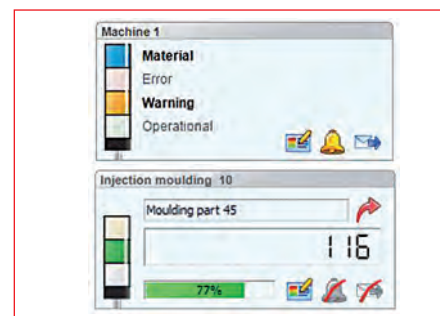 Machine 1
Material
Error
Warning
Operational
Injection moulding 10
Moulding part 45
116
77%